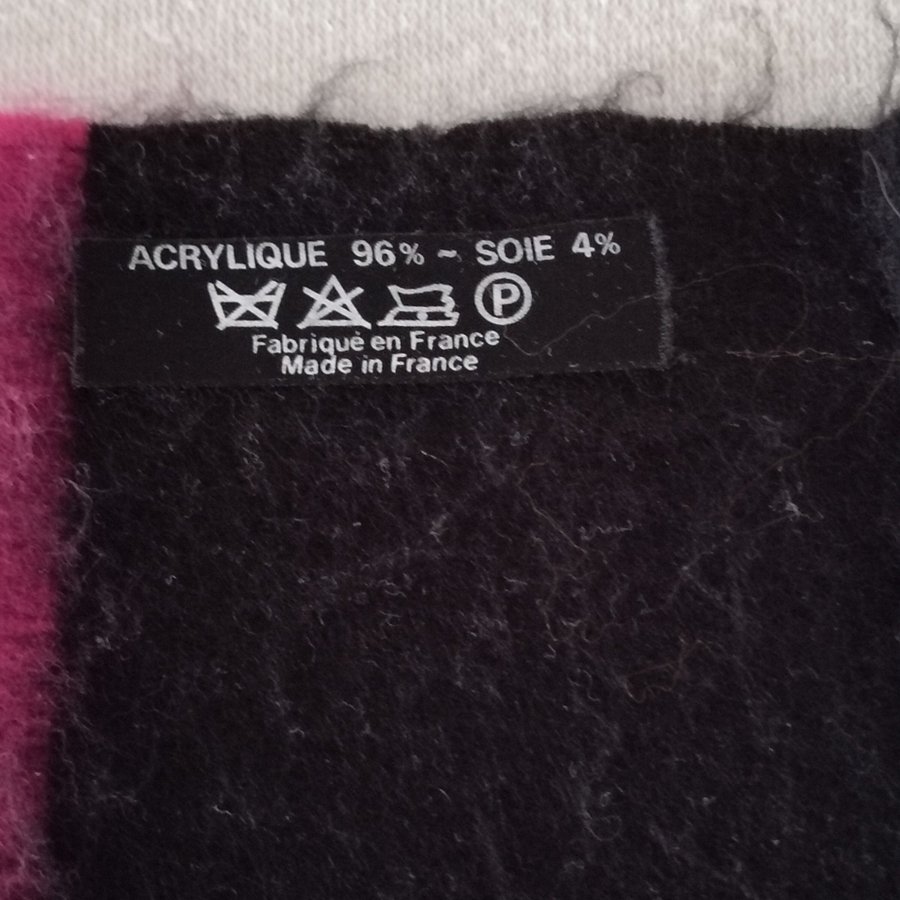 ACRYLIQUE 96% ~ SOIE 4%
P
Fabriqué en France
Made in France